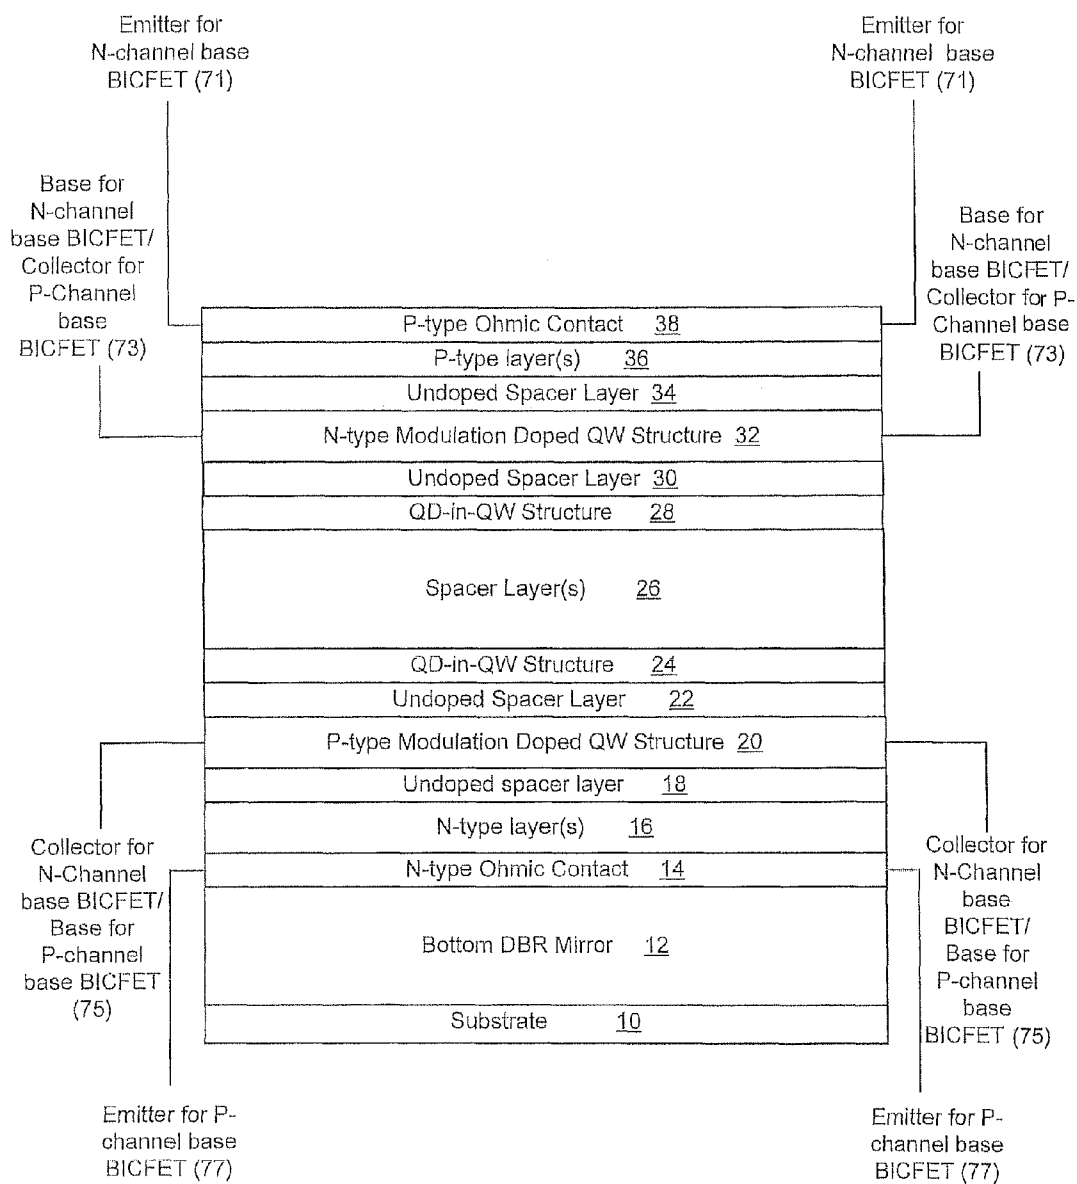 Emitter for
N-channel base
BICFET (71)
Emitter for
N-channel base
BICFET (71)
Base for
N-channel
base BICFET/
Collector for
P-Channel
base
BICFET (73)
Base for
N-channel
base BICFET/
Collector for P-
Channel base
BICFET (73)
P-type Ohmic Contact 38
P-type layer(s) 36
Undoped Spacer Layer 34
N-type Modulation Doped QW Structure 32
Undoped Spacer Layer 30
QD-in-QW Structure 28
Spacer Layer(s) 26
QD-in-QW Structure 24
Undoped Spacer Layer 22
P-type Modulation Doped QW Structure 20
Undoped spacer layer 18
N-type layer(s) 16
N-type Ohmic Contact 14
Bottom DBR Mirror 12
Substrate 10
Collector for
N-Channel
base BICFET/
Base for
P-channel
base BICFET
(75)
Collector for
N-Channel
base
BICFET/
Base for
P-channel
base
BICFET (75)
Emitter for P-
channel base
BICFET (77)
Emitter for P-
channel base
BICFET (77)